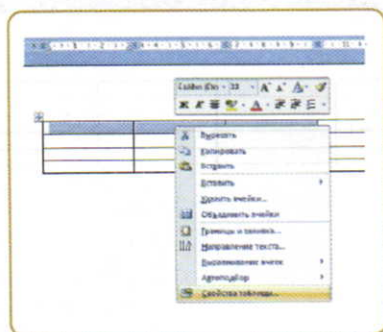 Вырезать
Копировать
Вставить
Вставить
Удалить ячейки...
Объединить ячейки
Границы и заливка...
Направление текста...
Выравнивание ячеек
Автоподбор
Свойства таблицы...